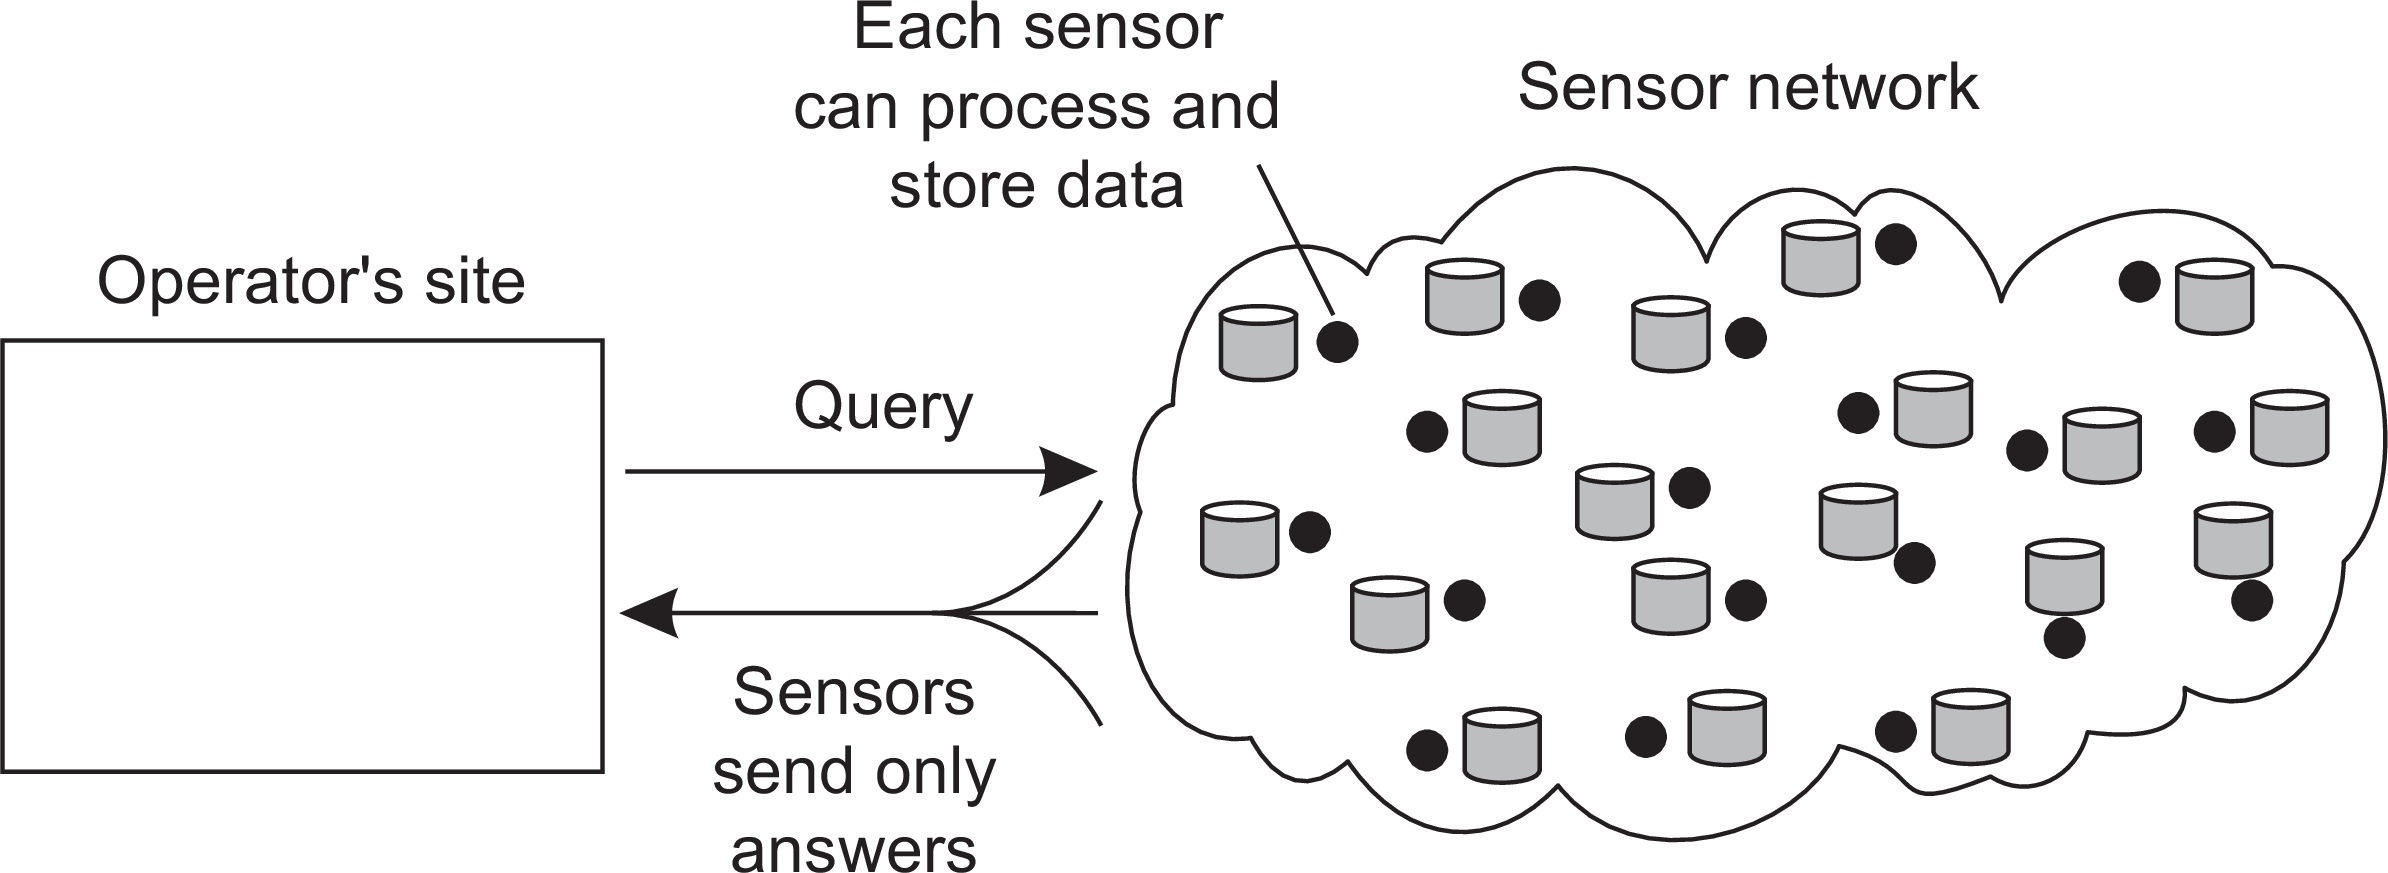 Each sensor
can process and
store data
Sensor network
Operator's site
Query
Sensors
send only
answers